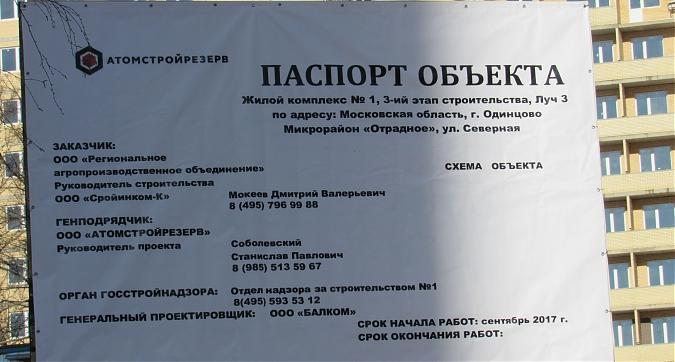 АТОМСТРОЙРЕЗЕРВ
ПАСПОРТ ОБЪЕКТА
Жилой комплекс № 1, 3-ий этап строительства, Луч 3
по адресу: Московская область, г. Одинцово
Микрорайон «Отрадное», ул. Северная
ЗАКАЗЧИК:
ООО «Региональное
агропроизводственное объединение»
СХЕМА ОБЪЕКТА
Руководитель строительства
ООО «Сройинком-К» Мокеев Дмитрий Валерьевич
8 (495) 796 99 88
ГЕНПОДРЯДЧИК:
ООО «АТОМСТРОЙРЕЗЕРВ»
Руководитель проекта Соболевский
Станислав Павлович
8 (985) 513 59 67
ОРГАН ГОССТРОЙНАДЗОРА: Отдел надзора за строительством №1
8(495) 593 53 12
ГЕНЕРАЛЬНЫЙ ПРОЕКТИРОВЩИК: ООО «БАЛКОМ»
СРОК НАЧАЛА РАБОТ: сентябрь 2017 г.
СРОК ОКОНЧАНИЯ РАБОТ: